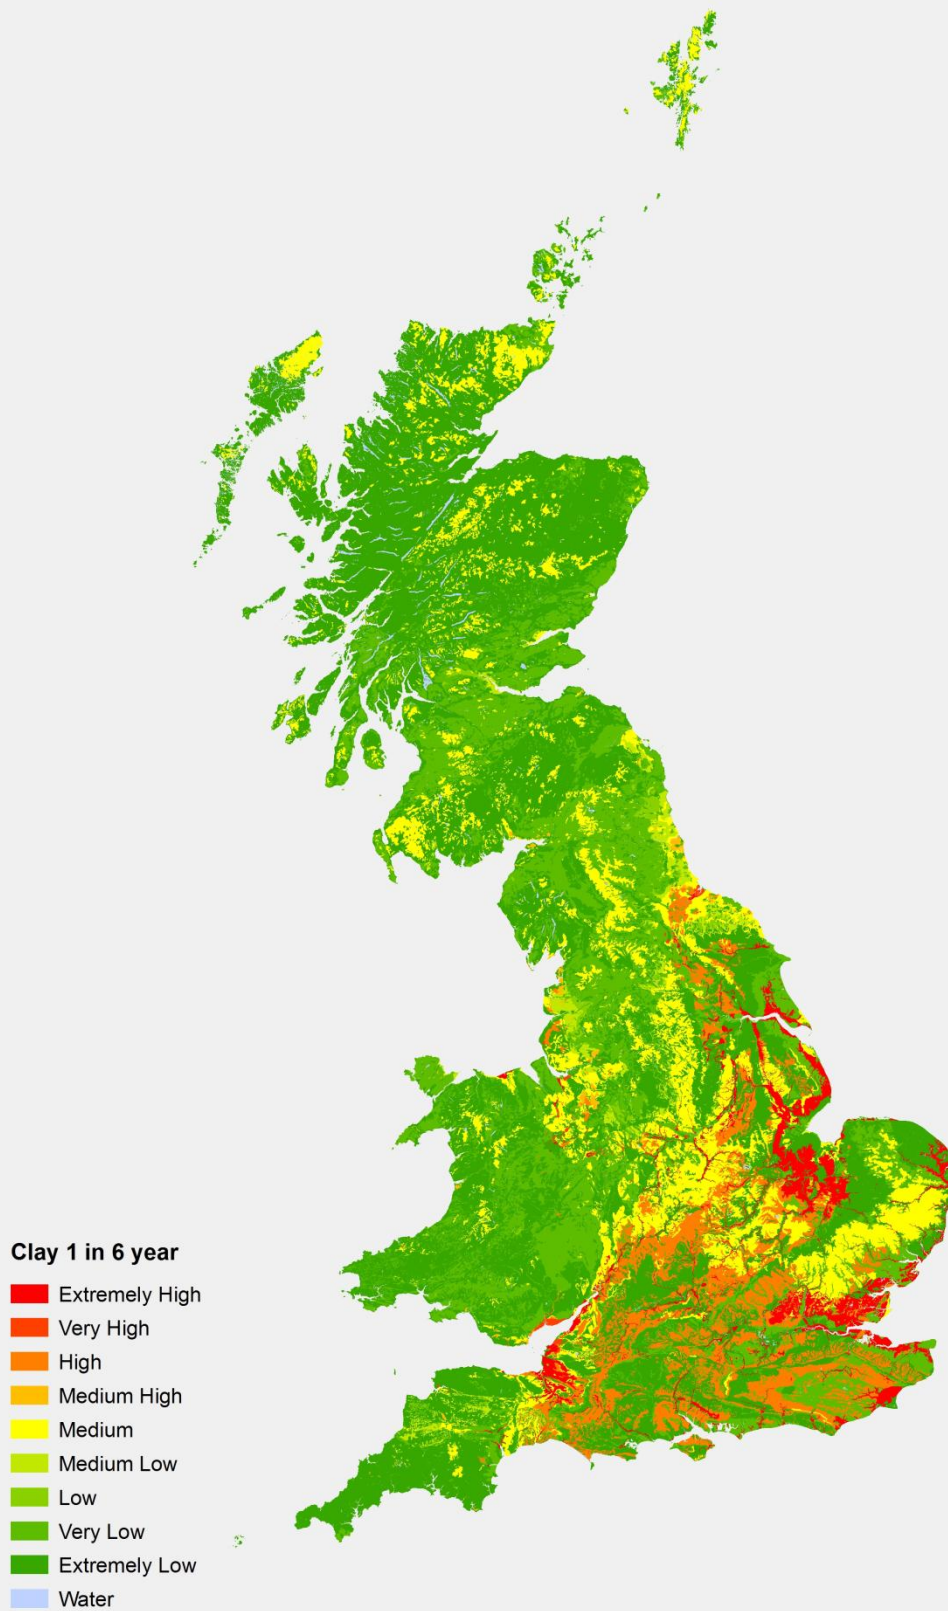 Clay 1 in 6 year
Extremely High
Very High
High
Medium High
Medium
Medium Low
Low
Very Low
Extremely Low
Water